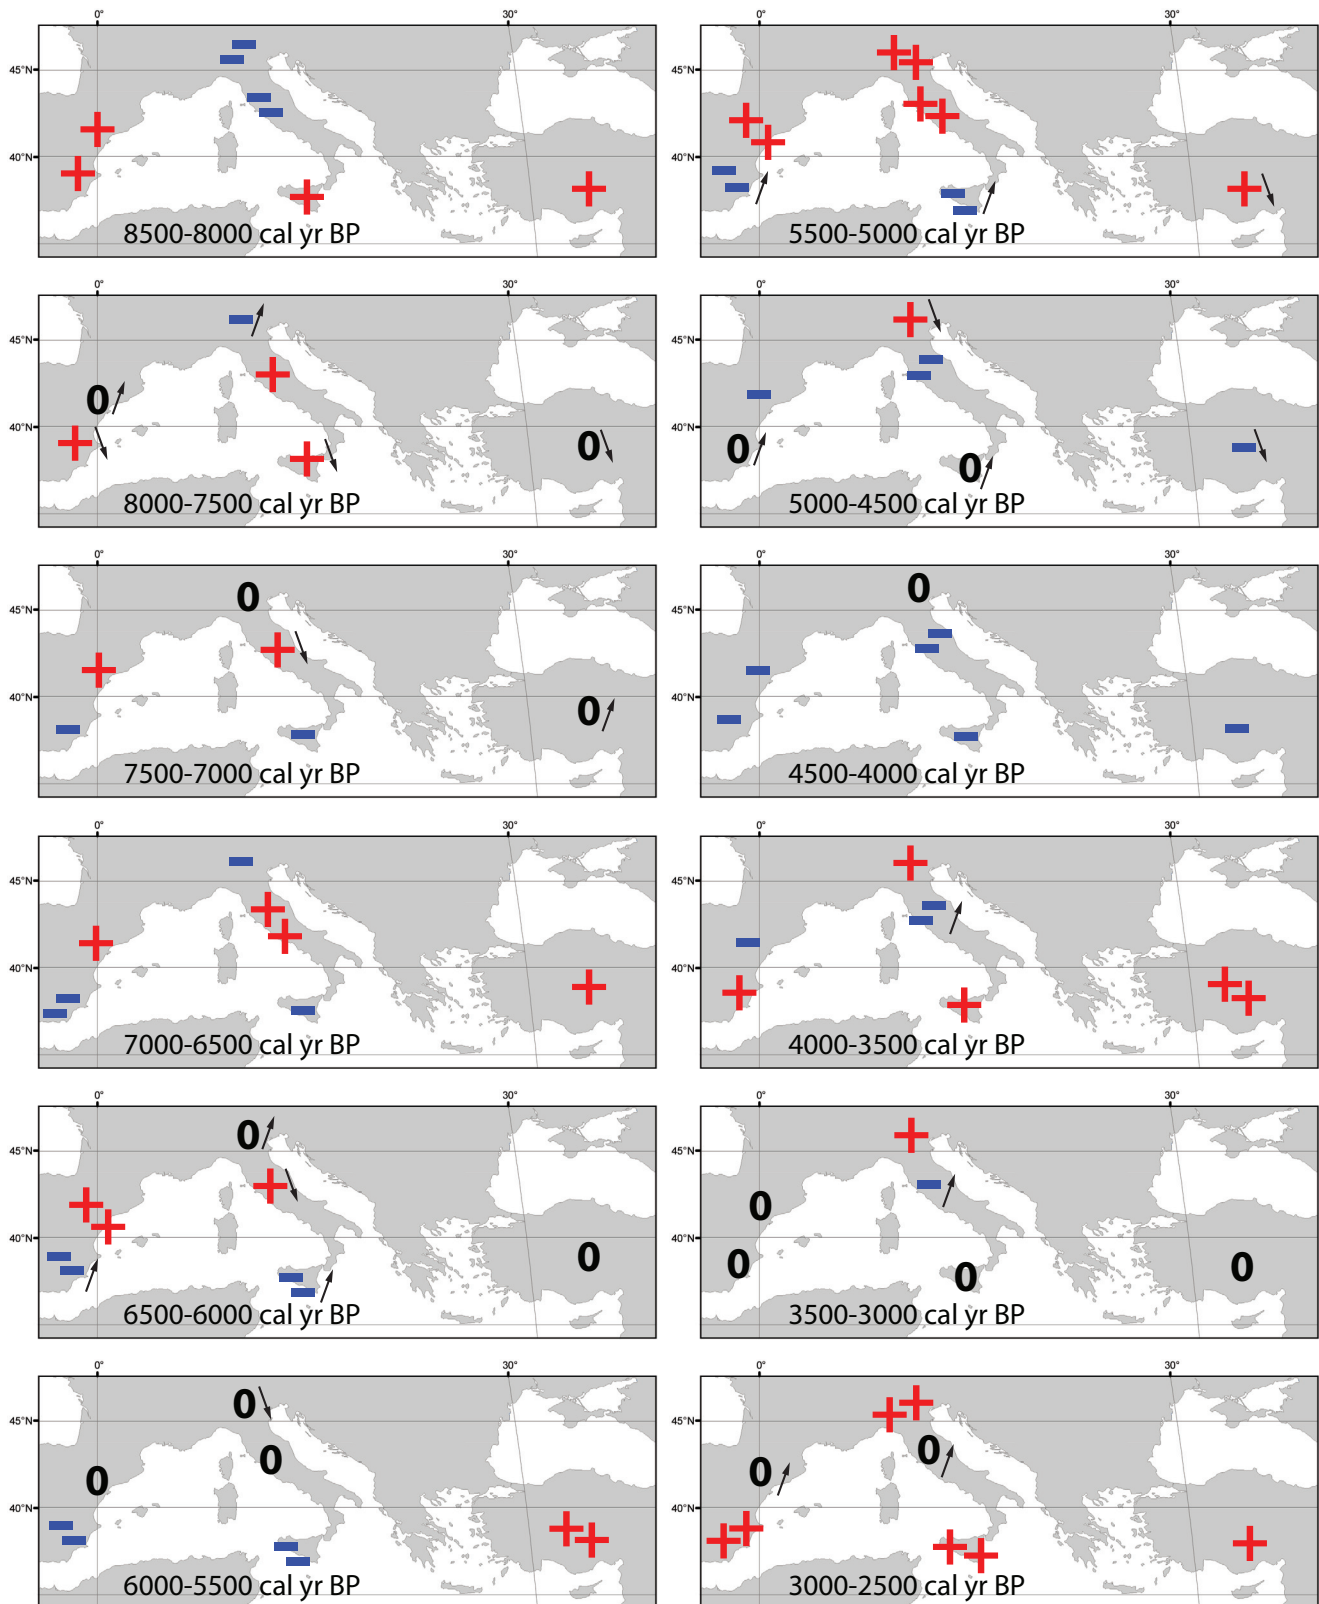 0° 30°
45°N
40°N
8500-8000 cal yr BP
0° 30°
5500-5000 cal yr BP
0° 30°
45°N
0
40°N
0
8000-7500 cal yr BP
0° 30°
45°N
40°N
0
0
5000-4500 cal yr BP
0° 30°
0
45°N
40°N
0
7500-7000 cal yr BP
0° 30°
0
45°N
40°N
4500-4000 cal yr BP
0° 30°
45°N
40°N
7000-6500 cal yr BP
0° 30°
45°N
40°N
4000-3500 cal yr BP
0° 30°
0
45°N
40°N
0
6500-6000 cal yr BP
0° 30°
45°N
0
40°N
0 0 0
3500-3000 cal yr BP
0° 30°
0
45°N
0
0
40°N
6000-5500 cal yr BP
0° 30°
45°N
0
0
40°N
3000-2500 cal yr BP